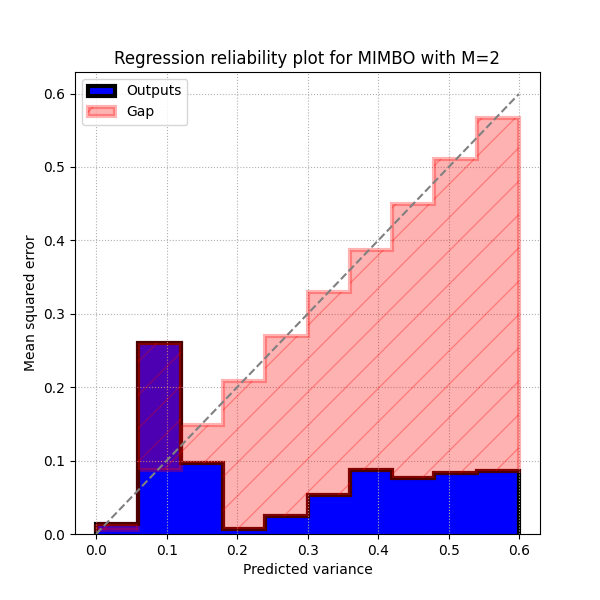 Regression reliability plot for MIMBO with M=2
Outputs
Gap
Mean squared error
0.6
0.5
0.4
0.3
0.2
0.1
0.0
0.0 0.1 0.2 0.3 0.4 0.5 0.6
Predicted variance